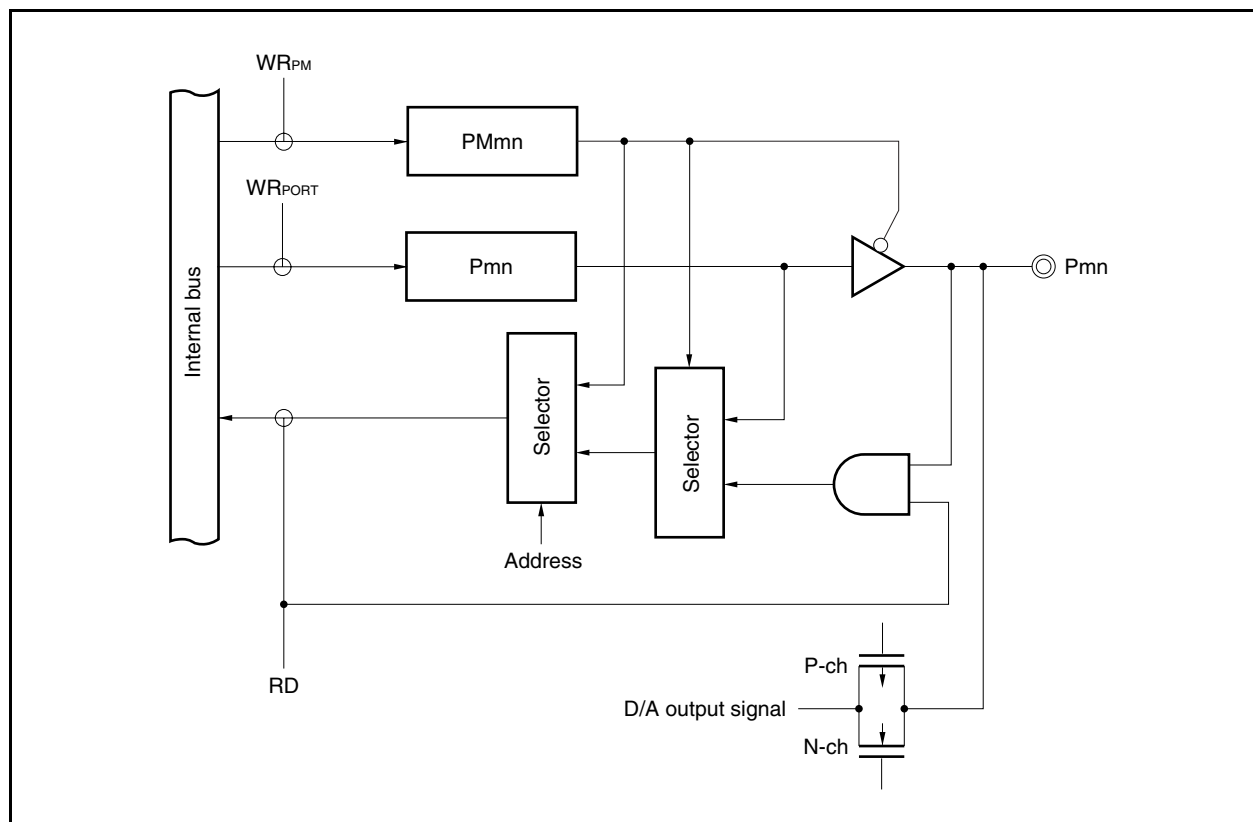 WRPM
PMmn
WRPORT
Pmn
Pmn
Internal bus
Selector
Selector
Address
RD
P-ch
D/A output signal
N-ch